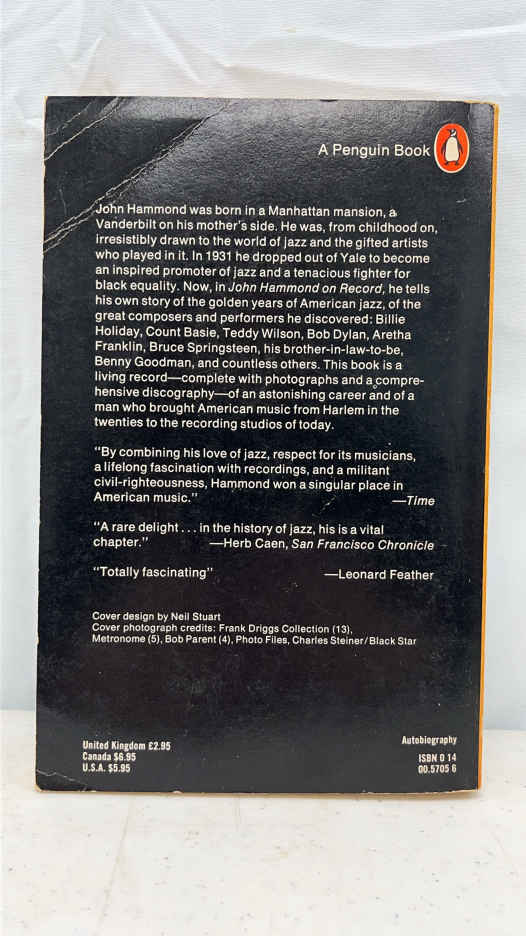 A Penguin Book
John Hammond was born in a Manhattan mansion, a
Vanderbilt on his mother's side. He was, from childhood on,
irresistibly drawn to the world of jazz and the gifted artists
who played in it. In 1931 he dropped out of Yale to become
an inspired promoter of jazz and a tenacious fighter for
black equality. Now, in John Hammond on Record, he tells
his own story of the golden years of American jazz, of the
great composers and performers he discovered: Billie
Holiday, Count Basie, Teddy Wilson, Bob Dylan, Aretha
Franklin, Bruce Springsteen, his brother-in-law-to-be,
Benny Goodman, and countless others. This book is a
living record—complete with photographs and a compre-
hensive discography—of an astonishing career and of a
man who brought American music from Harlem in the
twenties to the recording studios of today.
"By combining his love of jazz, respect for its musicians,
a lifelong fascination with recordings, and a militant
civil-righteousness, Hammond won a singular place in
American music." —Time
"A rare delight . . . in the history of jazz, his is a vital
chapter." —Herb Caen, San Francisco Chronicle
"Totally fascinating" —Leonard Feather
Cover design by Neil Stuart
Cover photograph credits: Frank Driggs Collection (13),
Metronome (5), Bob Parent (4), Photo Files, Charles Steiner/Black Star
United Kingdom £2.95
Canada $6.95
U.S.A. $5.95
Autobiography
ISBN 0 14
00.5705 6